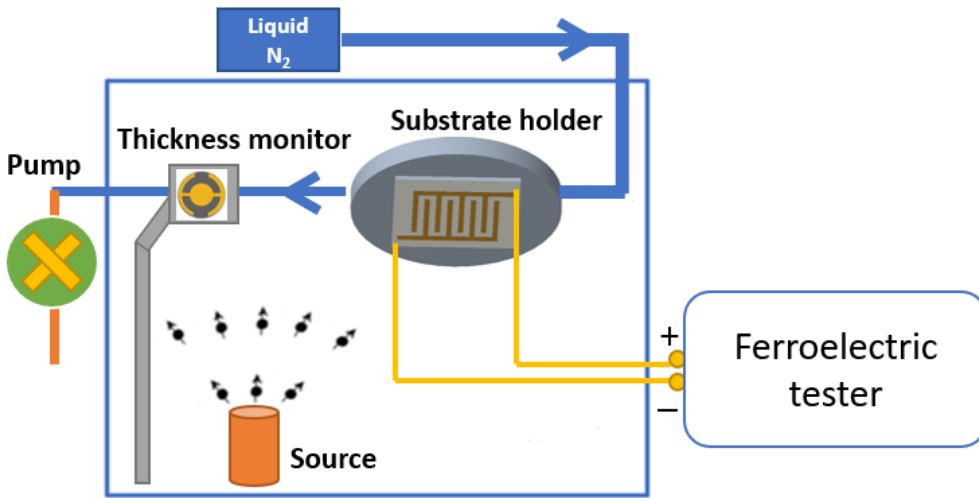 Liquid
N₂
Substrate holder
Thickness monitor
Pump
+
Ferroelectric
tester
−
Source